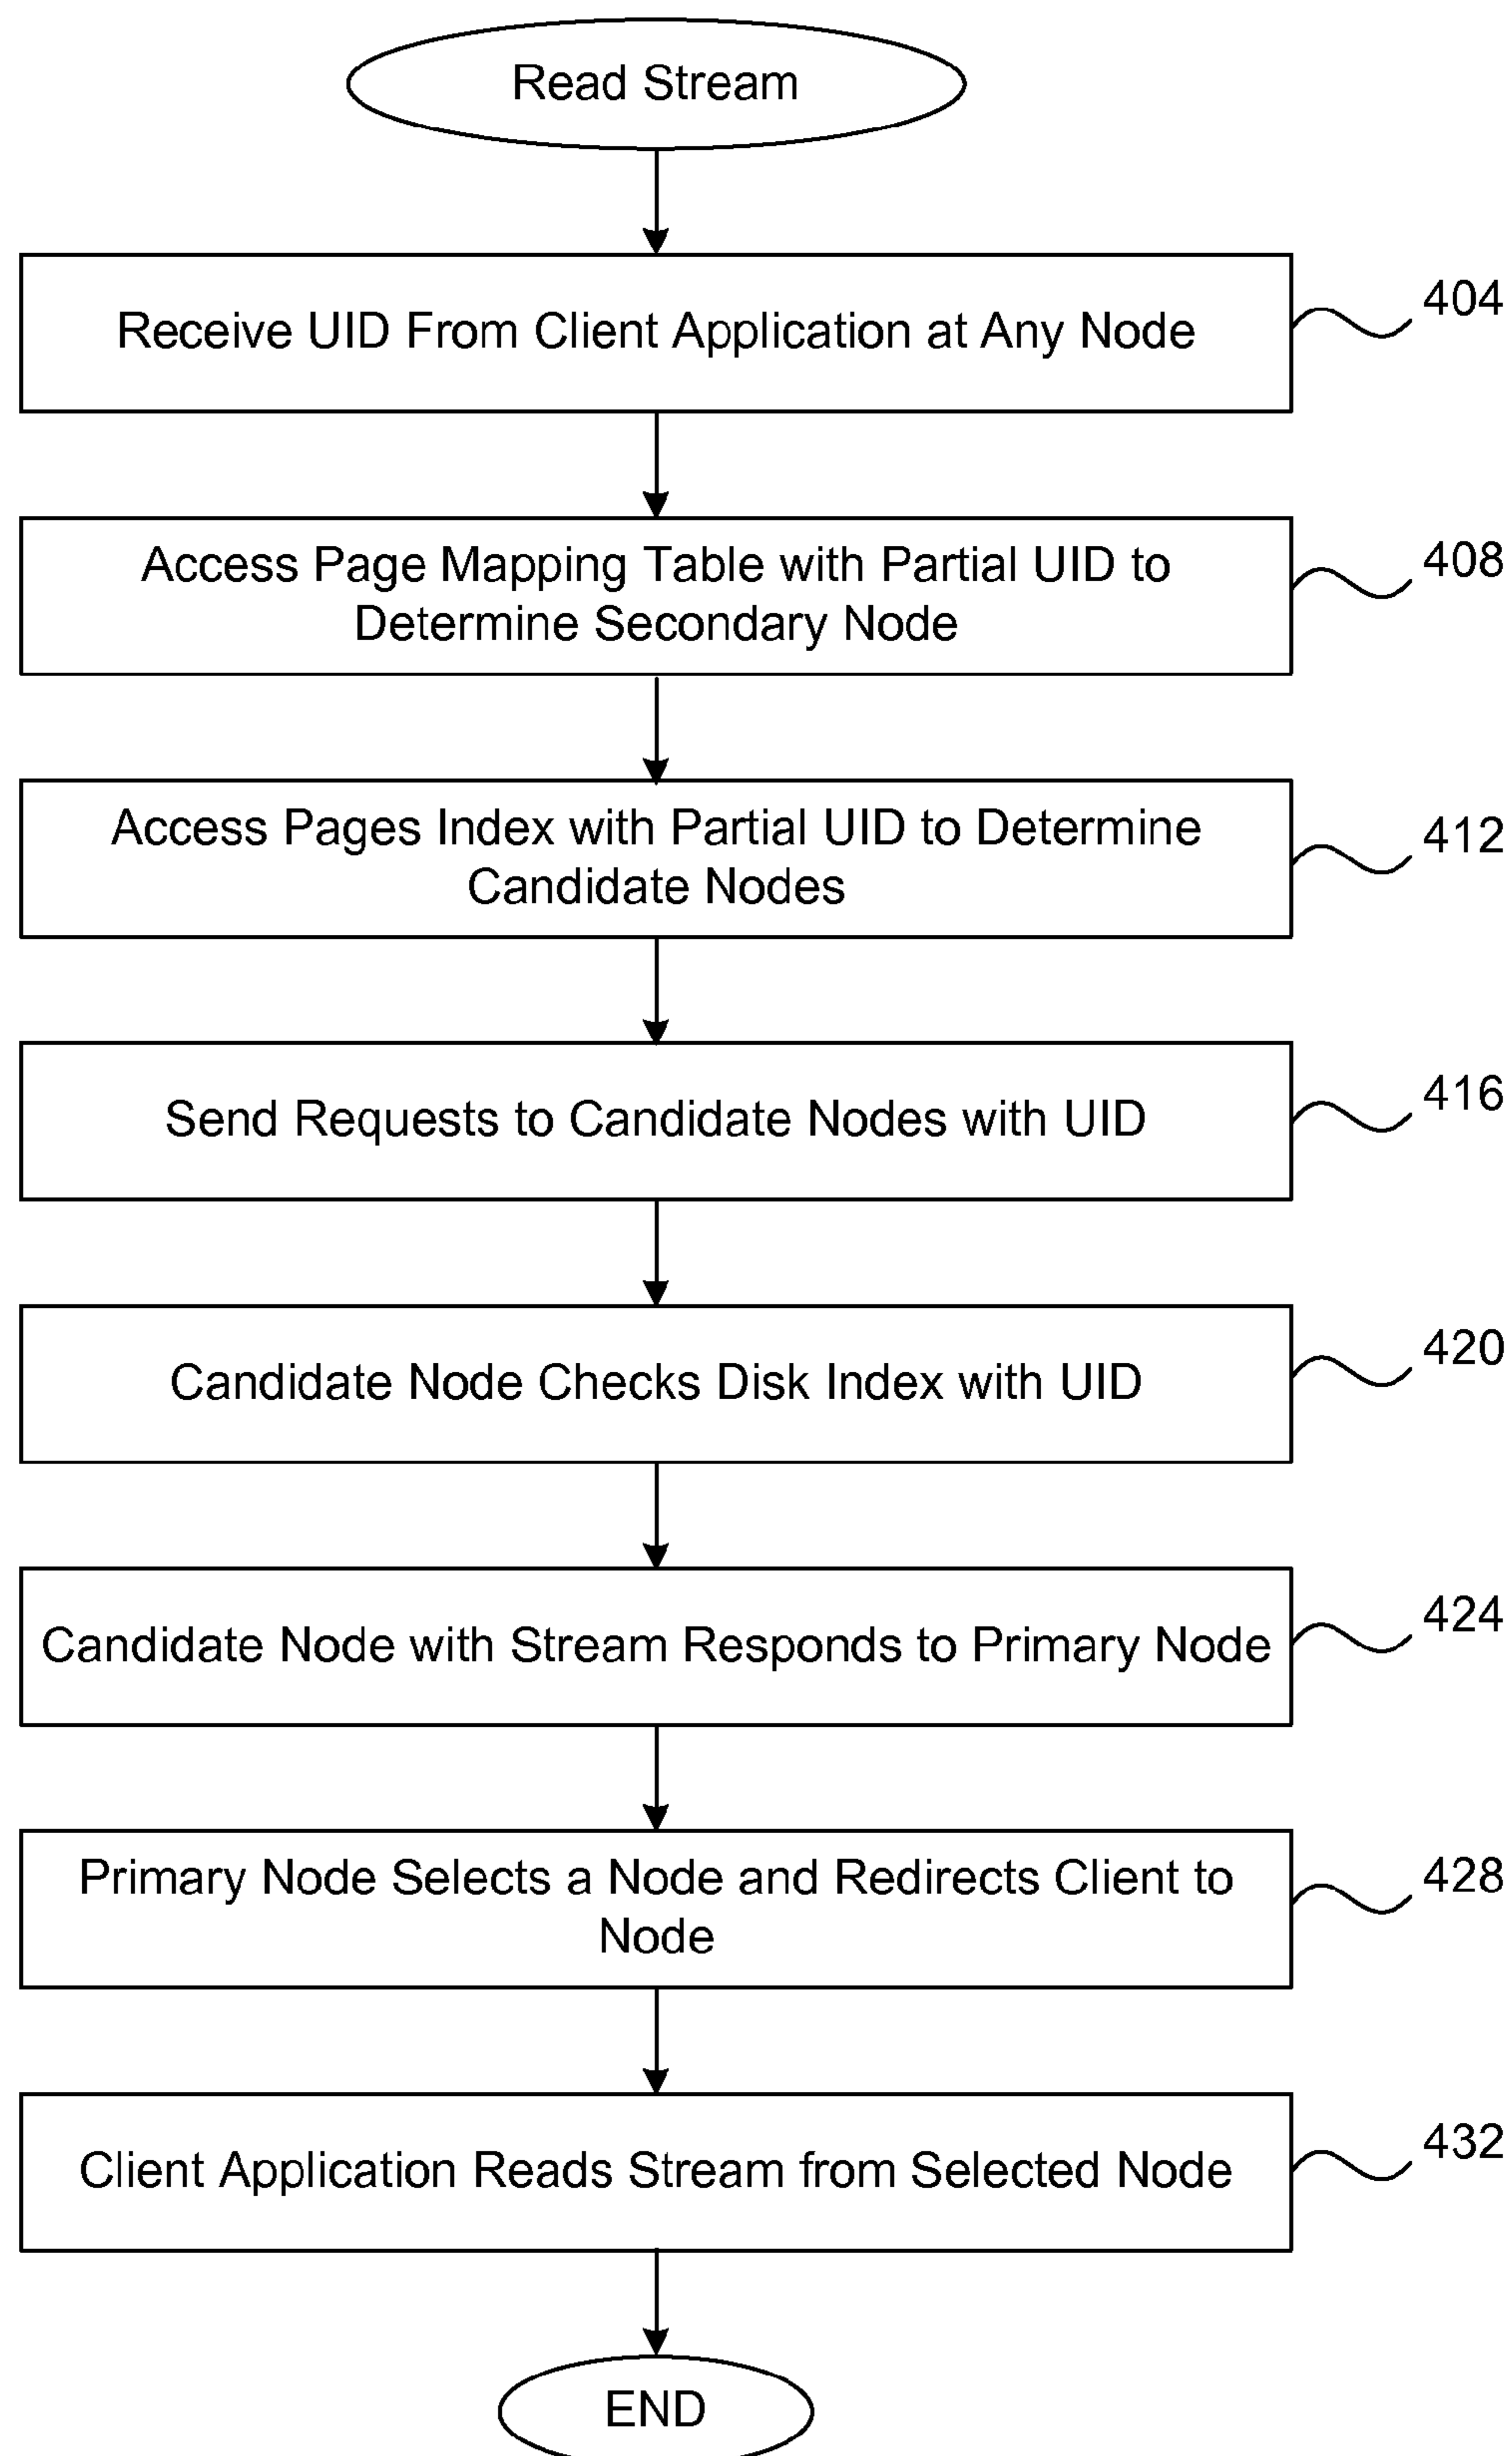 Read Stream
Receive UID From Client Application at Any Node
404
Access Page Mapping Table with Partial UID to
Determine Secondary Node
408
Access Pages Index with Partial UID to Determine
Candidate Nodes
412
Send Requests to Candidate Nodes with UID
416
Candidate Node Checks Disk Index with UID
420
Candidate Node with Stream Responds to Primary Node
424
Primary Node Selects a Node and Redirects Client to
Node
428
Client Application Reads Stream from Selected Node
432
END